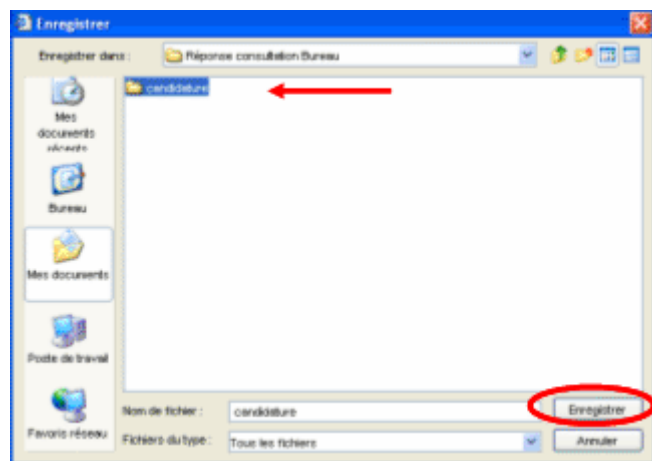 Enregistrer
Enregistrer dans :
Réponse consultation Bureau
candidature
Mes
documents
récents
Bureau
Mes documents
Poste de travail
Nom de fichier :
candidature
Enregistrer
Favoris réseau
Fichiers du type :
Tous les fichiers
Annuler